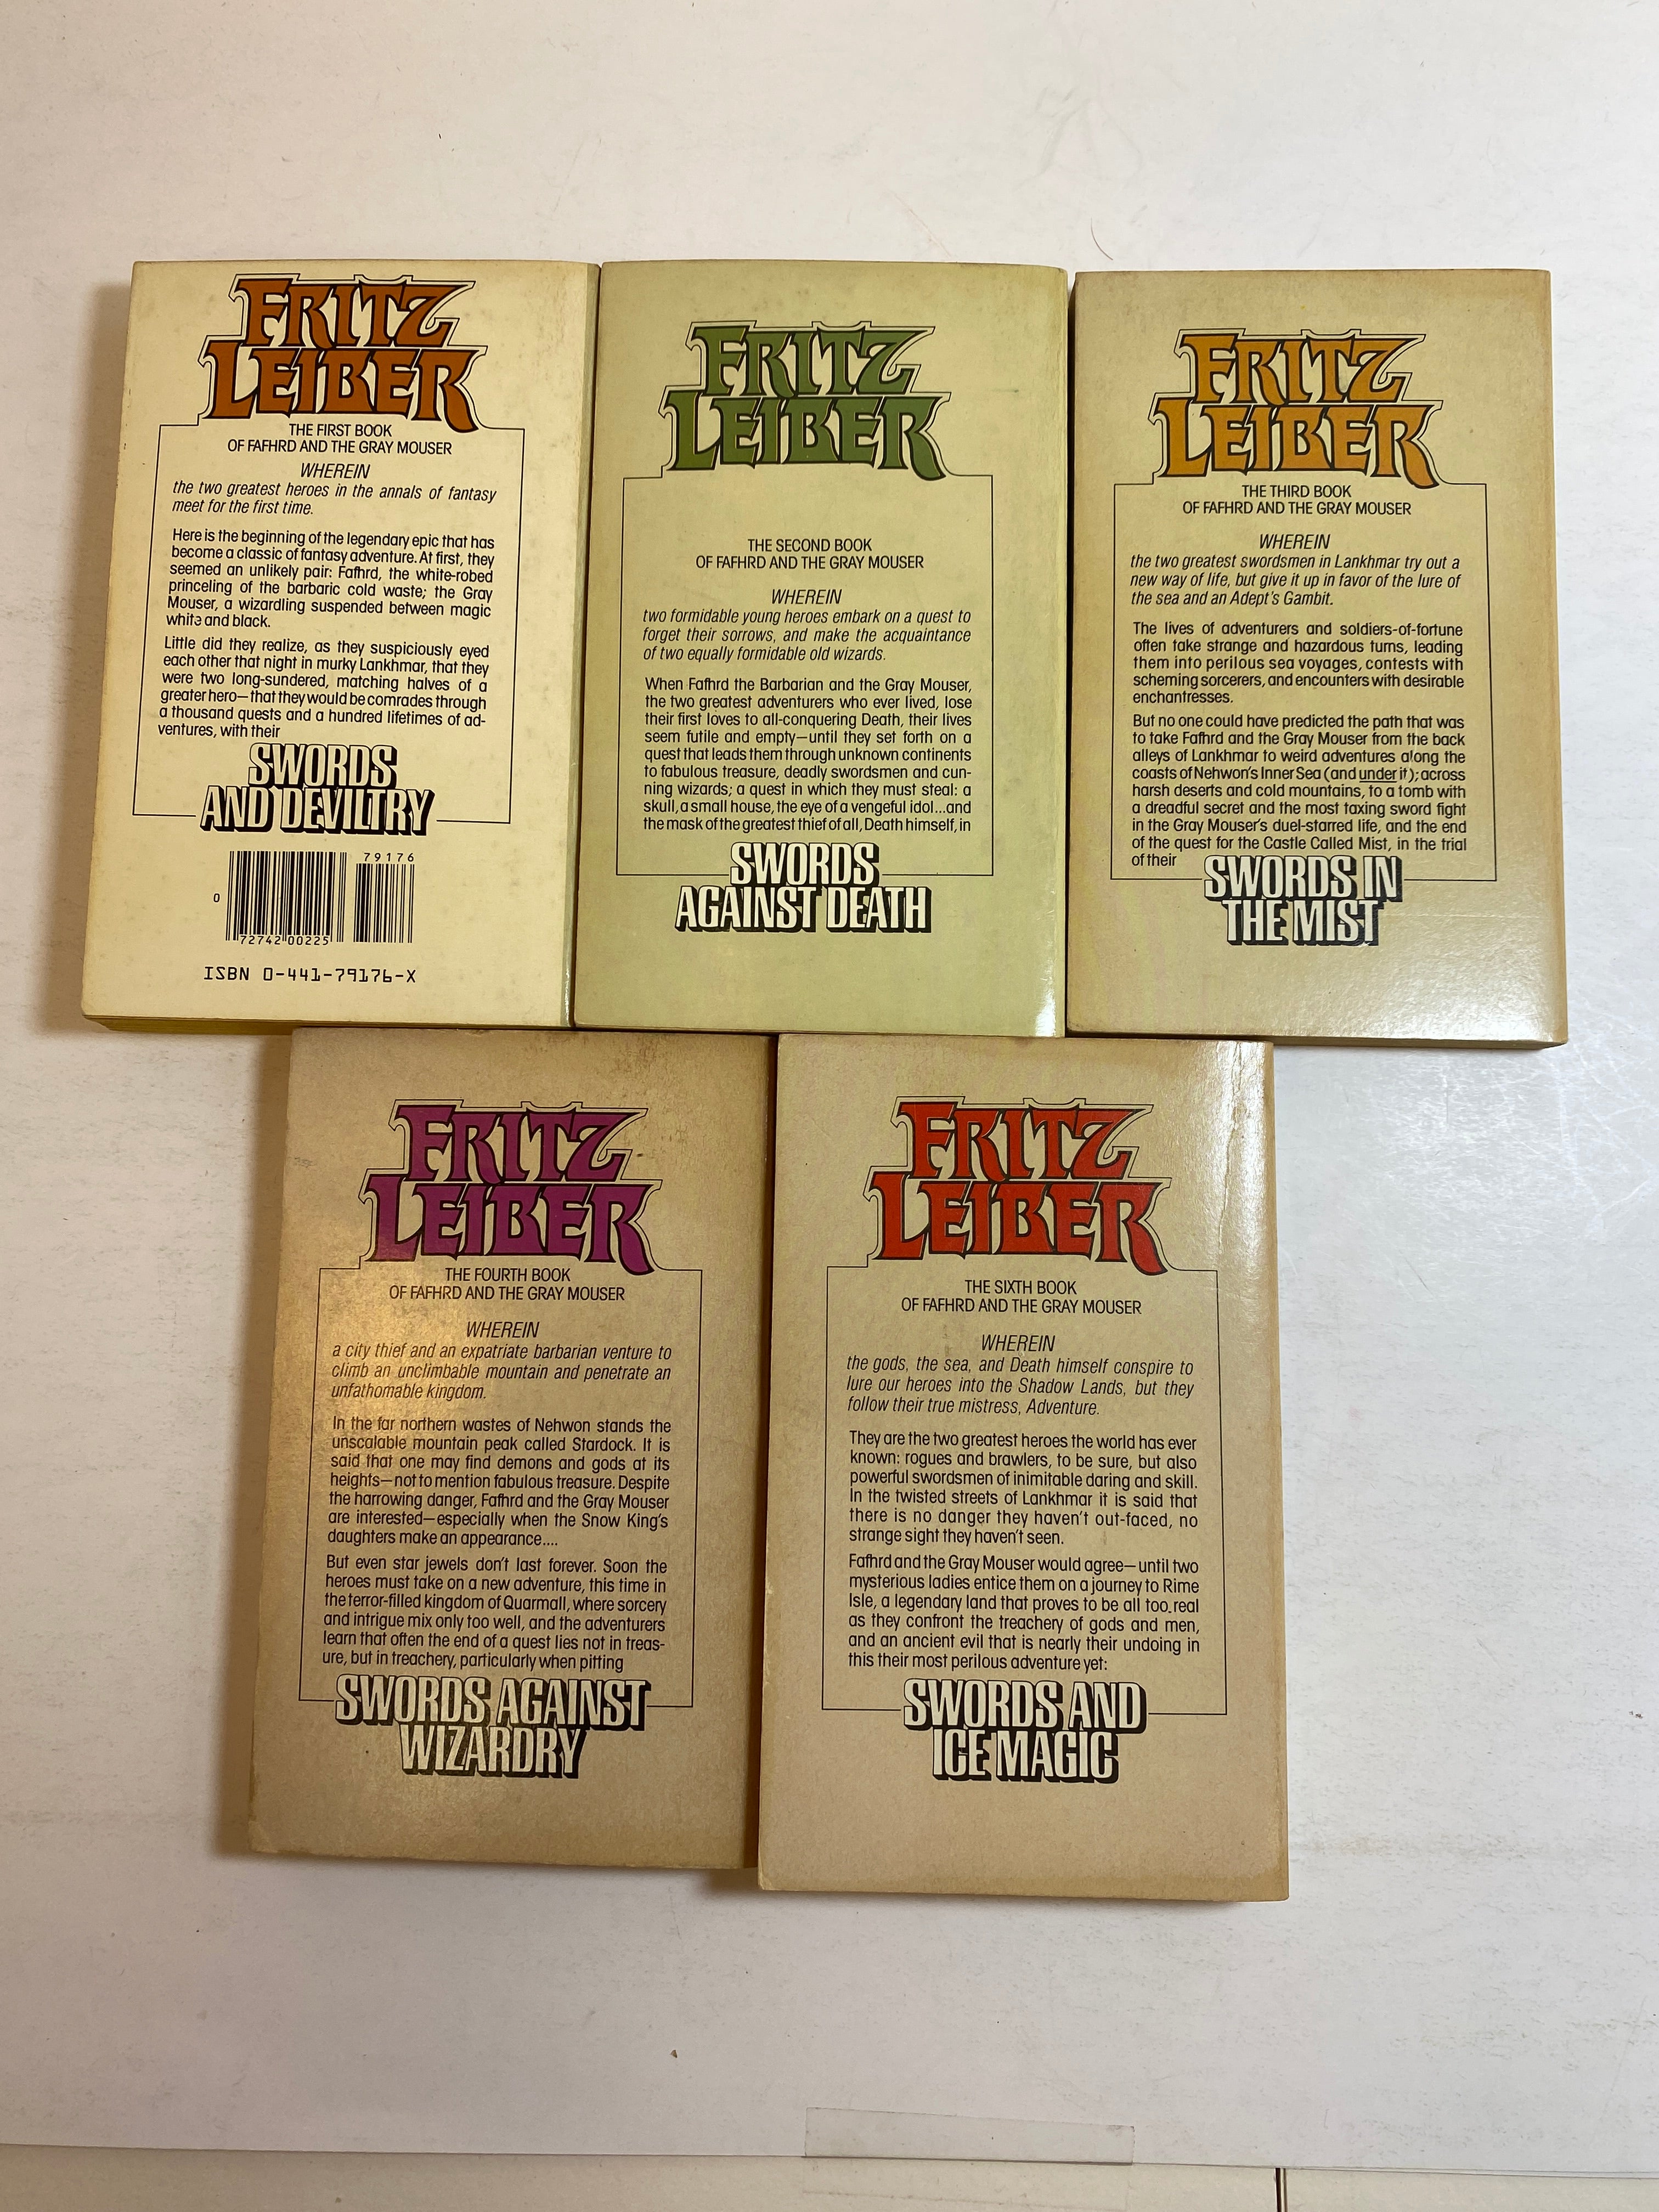 FRITZ
LEIBER
THE FIRST BOOK
OF FAFHRD AND THE GRAY MOUSER
WHEREIN
the two greatest heroes in the annals of fantasy
meet for the first time.
Here is the beginning of the legendary epic that has
become a classic of fantasy adventure. At first, they
seemed an unlikely pair: Fafhrd, the white-robed
princeling of the barbaric cold waste; the Gray
Mouser, a wizardling suspended between magic
white and black.
Little did they realize, as they suspiciously eyed
each other that night in murky Lankhmar, that they
were two long-sundered, matching halves of a
greater hero—that they would be comrades through
a thousand quests and a hundred lifetimes of ad-
ventures, with their
SWORDS
AND DEVILTRY
79176
0
72742 00225
ISBN 0-441-79176-X
FRITZ
LEIBER
THE SECOND BOOK
OF FAFHRD AND THE GRAY MOUSER
WHEREIN
two formidable young heroes embark on a quest to
forget their sorrows, and make the acquaintance
of two equally formidable old wizards.
When Fafhrd the Barbarian and the Gray Mouser,
the two greatest adventurers who ever lived, lose
their first loves to all-conquering Death, their lives
seem futile and empty—until they set forth on a
quest that leads them through unknown continents
to fabulous treasure, deadly swordsmen and cun-
ning wizards; a quest in which they must steal: a
skull, a small house, the eye of a vengeful idol...and
the mask of the greatest thief of all, Death himself, in
SWORDS
AGAINST DEATH
FRITZ
LEIBER
THE THIRD BOOK
OF FAFHRD AND THE GRAY MOUSER
WHEREIN
the two greatest swordsmen in Lankhmar try out a
new way of life, but give it up in favor of the lure of
the sea and an Adept's Gambit.
The lives of adventurers and soldiers-of-fortune
often take strange and hazardous turns, leading
them into perilous sea voyages, contests with
scheming sorcerers, and encounters with desirable
enchantresses.
But no one could have predicted the path that was
to take Fafhrd and the Gray Mouser from the back
alleys of Lankhmar to weird adventures along the
coasts of Nehwon's Inner Sea (and under it); across
harsh deserts and cold mountains, to a tomb with
a dreadful secret and the most taxing sword fight
in the Gray Mouser's duel-starred life, and the end
of the quest for the Castle Called Mist, in the trial
of their
SWORDS IN
THE MIST
FRITZ
LEIBER
THE FOURTH BOOK
OF FAFHRD AND THE GRAY MOUSER
WHEREIN
a city thief and an expatriate barbarian venture to
climb an unclimbable mountain and penetrate an
unfathomable kingdom.
In the far northern wastes of Nehwon stands the
unscalable mountain peak called Stardock. It is
said that one may find demons and gods at its
heights—not to mention fabulous treasure. Despite
the harrowing danger, Fafhrd and the Gray Mouser
are interested—especially when the Snow King's
daughters make an appearance....
But even star jewels don't last forever. Soon the
heroes must take on a new adventure, this time in
the terror-filled kingdom of Quarmall, where sorcery
and intrigue mix only too well, and the adventurers
learn that often the end of a quest lies not in treas-
ure, but in treachery, particularly when pitting
SWORDS AGAINST
WIZARDRY
FRITZ
LEIBER
THE SIXTH BOOK
OF FAFHRD AND THE GRAY MOUSER
WHEREIN
the gods, the sea, and Death himself conspire to
lure our heroes into the Shadow Lands, but they
follow their true mistress, Adventure.
They are the two greatest heroes the world has ever
known: rogues and brawlers, to be sure, but also
powerful swordsmen of inimitable daring and skill.
In the twisted streets of Lankhmar it is said that
there is no danger they haven't out-faced, no
strange sight they haven't seen.
Fafhrd and the Gray Mouser would agree—until two
mysterious ladies entice them on a journey to Rime
Isle, a legendary land that proves to be all too real
as they confront the treachery of gods and men,
and an ancient evil that is nearly their undoing in
this their most perilous adventure yet:
SWORDS AND
ICE MAGIC